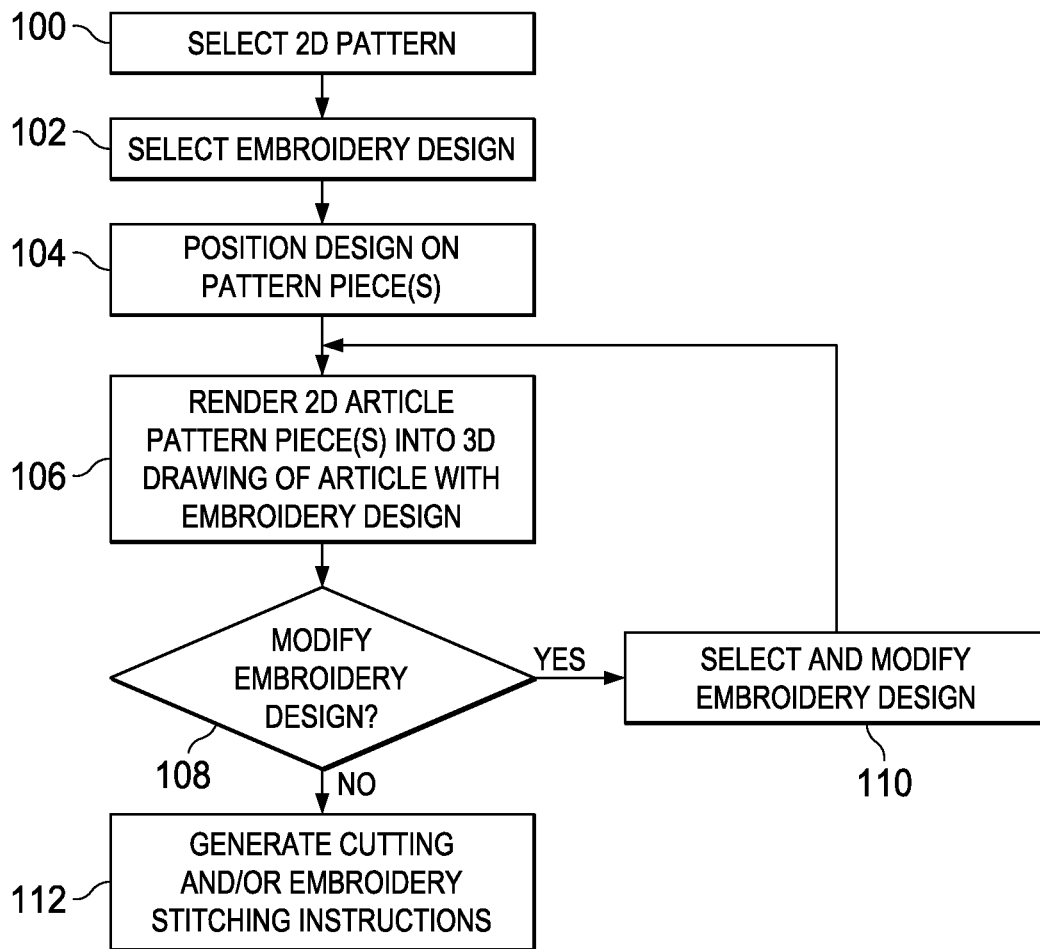 100
SELECT 2D PATTERN
102
SELECT EMBROIDERY DESIGN
104
POSITION DESIGN ON
PATTERN PIECE(S)
106
RENDER 2D ARTICLE
PATTERN PIECE(S) INTO 3D
DRAWING OF ARTICLE WITH
EMBROIDERY DESIGN
MODIFY
EMBROIDERY
DESIGN?
108
YES
SELECT AND MODIFY
EMBROIDERY DESIGN
110
NO
112
GENERATE CUTTING
AND/OR EMBROIDERY
STITCHING INSTRUCTIONS